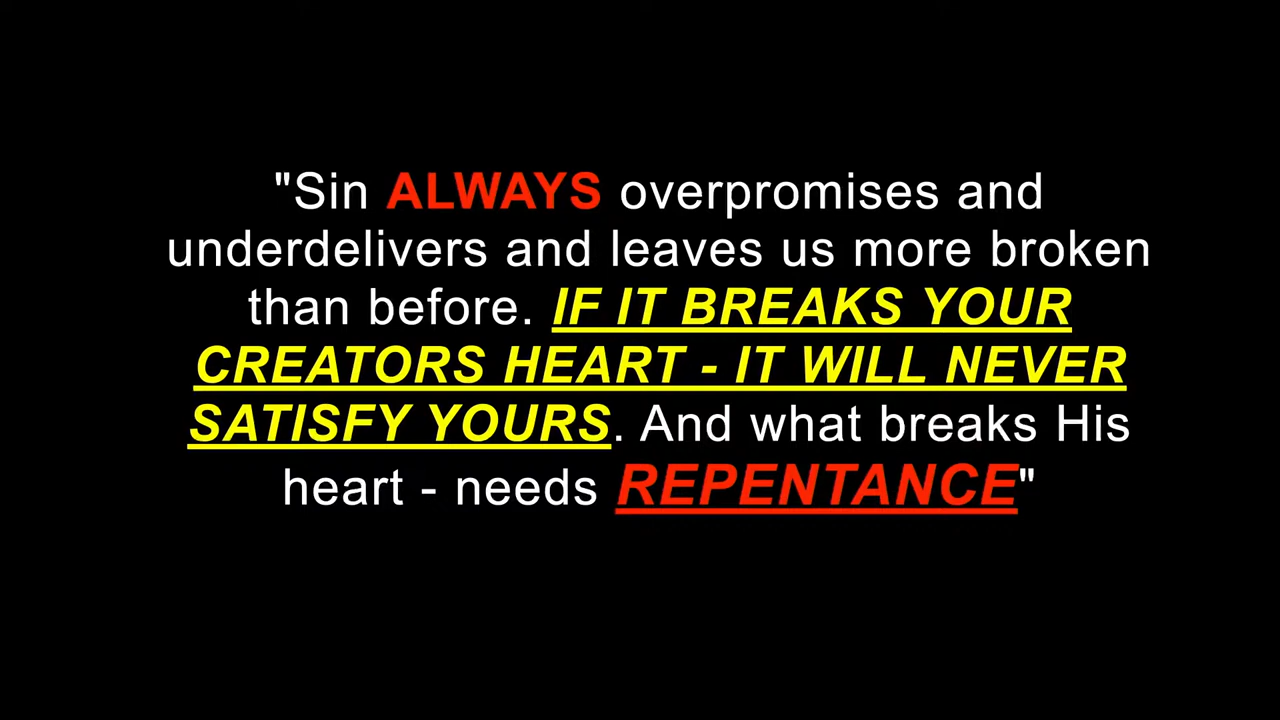 "Sin ALWAYS overpromises and
underdelivers and leaves us more broken
than before. IF IT BREAKS YOUR
CREATORS HEART - IT WILL NEVER
SATISFY YOURS. And what breaks His
heart - needs REPENTANCE"